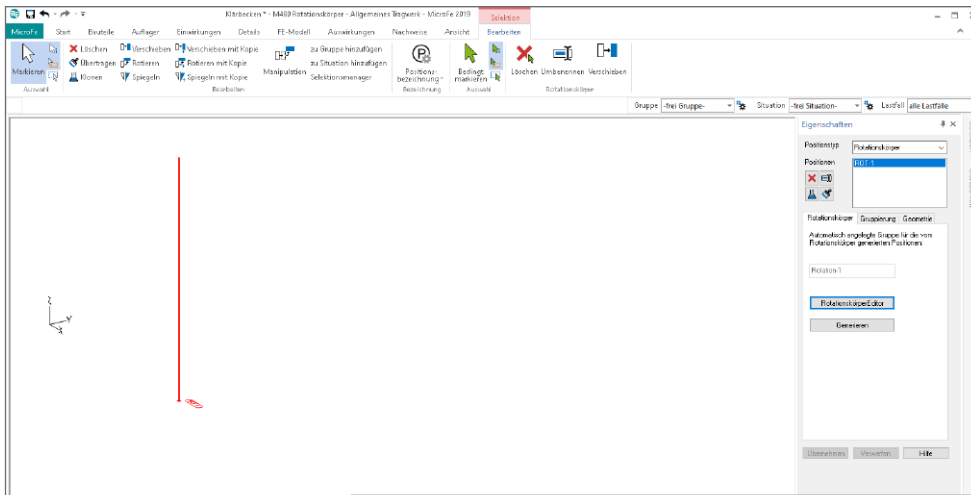 Klärbecken * - M480 Rotationskörper - Allgemeines Tragwerk - MicroFe 2019
Selektion
MicroFe Start Bauteile Auflager Einwirkungen Details FE-Modell Auswirkungen Nachweise Ansicht Bearbeiten
Löschen Verschieben Verschieben mit Kopie zu Gruppe hinzufügen
Markieren Übertragen Rotieren Rotieren mit Kopie Manipulation zu Situation hinzufügen Positions-bezeichnung Bedingt markieren Löschen Umbenennen Verschieben
Klonen Spiegeln Spiegeln mit Kopie Selektionsmanager
Auswahl Bearbeiten Bezeichnung Auswahl Rotationskörper
Gruppe -frei Gruppe- Situation -frei Situation- Lastfall alle Lastfälle
Eigenschaften
Positionstyp Rotationskörper
Positionen ROT-1
Rotationskörper Gruppierung Geometrie
Automatisch angelegte Gruppe für die vom
Rotationskörper generierten Positionen:
Rotation-1
RotationskörperEditor
Generieren
Z
Y
X
Übernehmen Verwerfen Hilfe